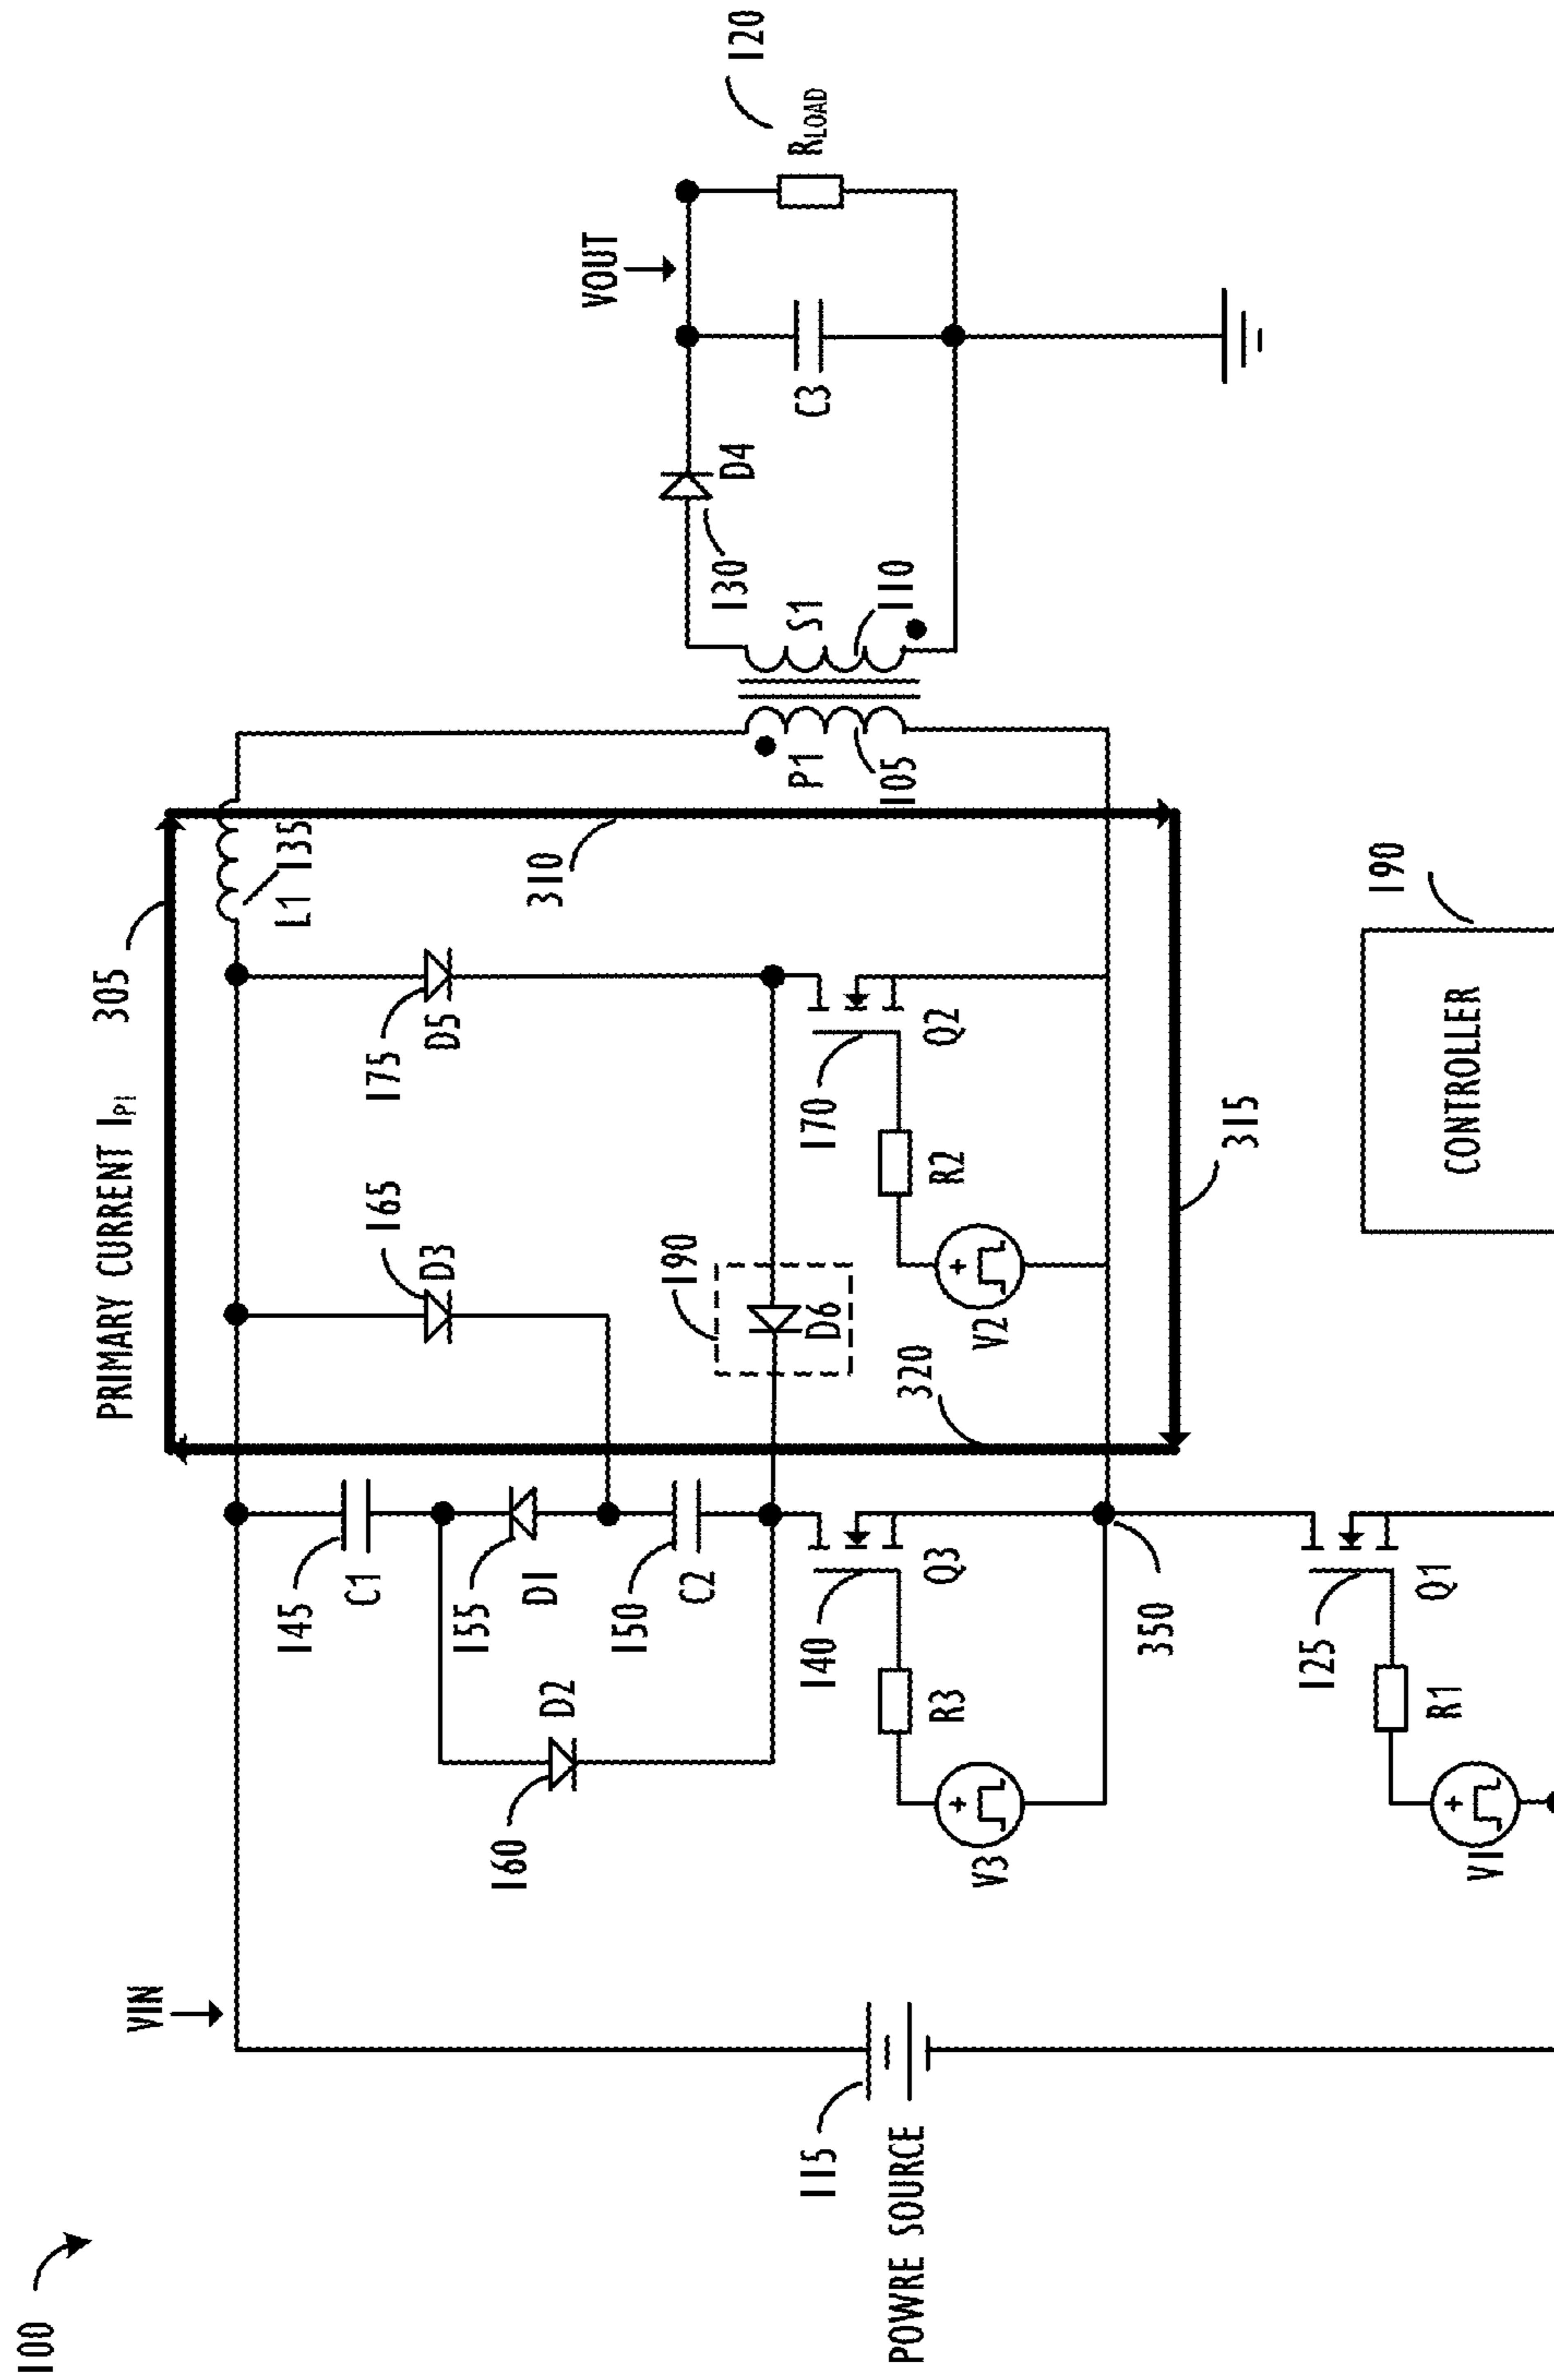 100
VIN
PRIMARY CURRENT IP1 305
115
POWRE SOURCE
145
C1
155
D1
160
D2
150
C2
165
D3
175
D5
L1
135
310
140
Q3
R3
V3
190
D6
170
Q2
R2
V2
320
350
315
P1
105
S1
110
130
D4
VOUT
C3
RLOAD
120
125
Q1
R1
V1
190
CONTROLLER